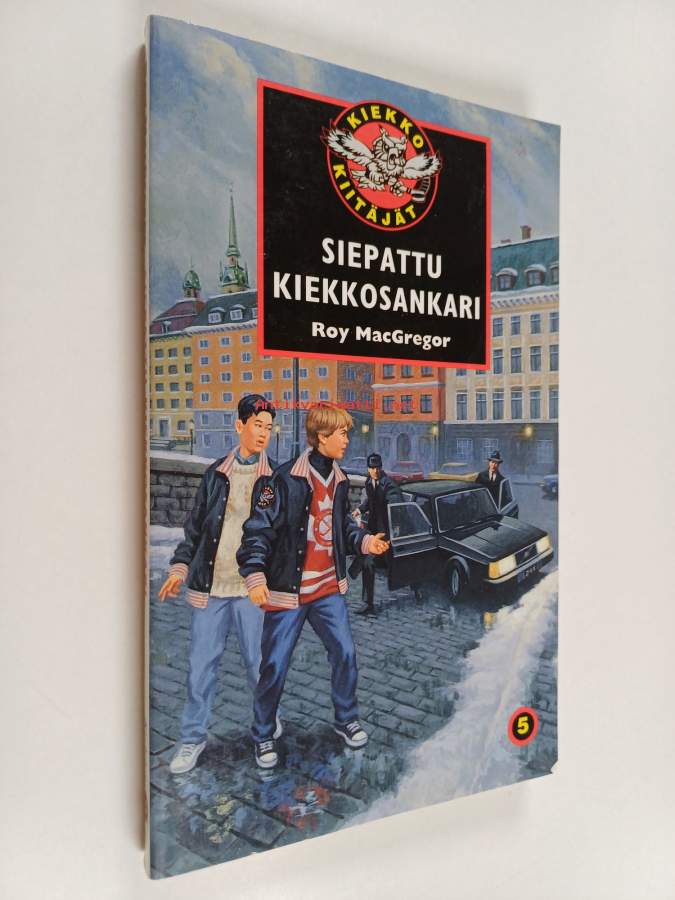 KIEKKO
KIITÄJÄT
SIEPATTU
KIEKKOSANKARI
Roy MacGregor
5